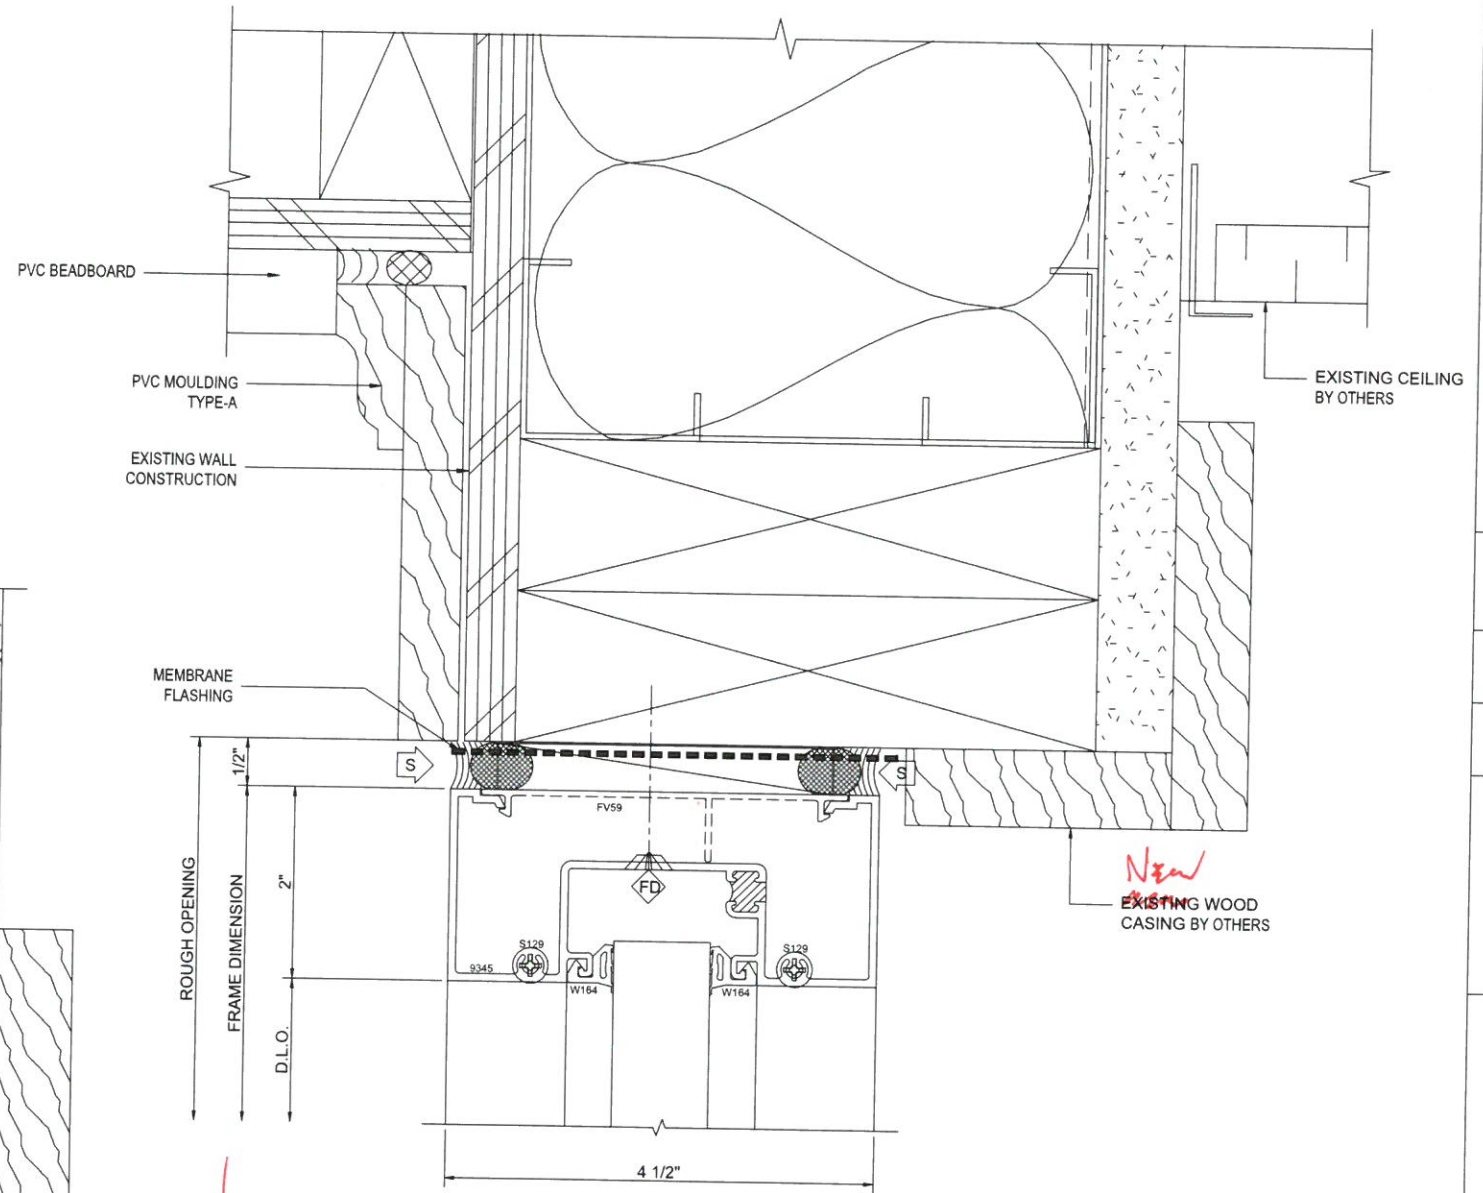 PVC BEADBOARD
PVC MOULDING
TYPE-A
EXISTING WALL
CONSTRUCTION
EXISTING CEILING
BY OTHERS
MEMBRANE
FLASHING
1/2"
S
S
FV59
ROUGH OPENING
FRAME DIMENSION
2"
D.L.O.
FD
New
EXISTING WOOD
CASING BY OTHERS
S129
S129
9345
W164
W164
4 1/2"